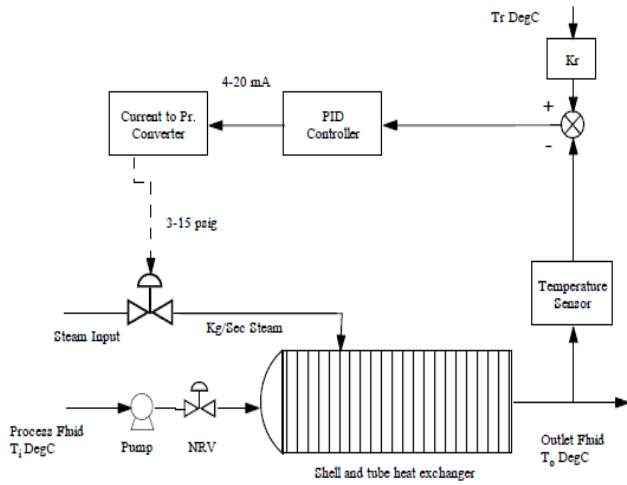 Tr DegC
Kr
4-20 mA
+
Current to Pr.
Converter
PID
Controller
-
3-15 psig
Temperature
Sensor
Steam Input
Kg/Sec Steam
Process Fluid
Ti DegC
Pump
NRV
Outlet Fluid
To DegC
Shell and tube heat exchanger